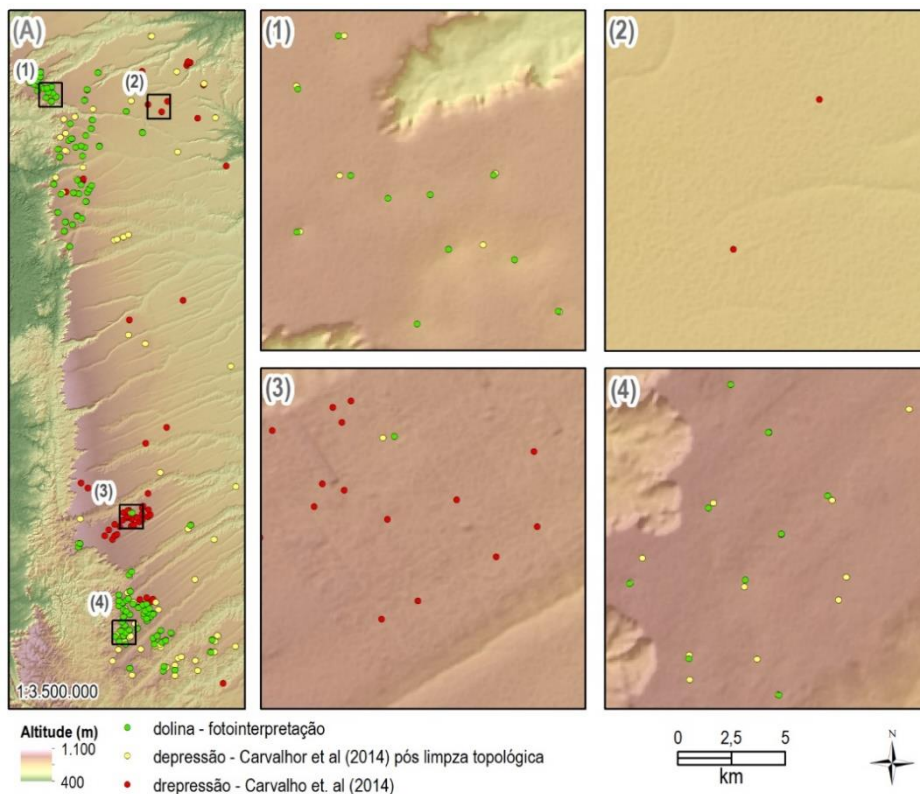 (A)
(1)
(2)
(3)
(4)
1:3.500.000
(1)
(2)
(3)
(4)
Altitude (m)
1.100
400
dolina - fotointerpretação
depressão - Carvalhor et al (2014) pós limpza topológica
drepressão - Carvalho et. al (2014)
0 2,5 5
km
N